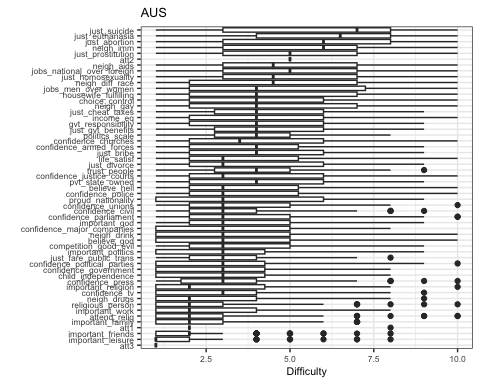 AUS
just_suicide
just_euthanasia
just_abortion
neigh_imm
just_prostitution
att2
neigh_aids
jobs_national_over_foreign
just_homosexuality
neigh_diff_race
jobs_men_over_women
housewife_fulfilling
choice_control
neigh_gay
just_cheat_taxes
income_eq
gvt_responsibility
just_gvt_benefits
politics_scale
confidence_churches
confidence_armed_forces
just_bribe
life_satisf
just_divorce
trust_people
confidence_justice_courts
pvt_state_owned
believe_hell
confidence_police
proud_nationality
confidence_unions
confidence_civil
confidence_parliament
important_god
confidence_major_companies
neigh_drink
believe_god
competition_good_evil
important_politics
just_fare_public_trans
confidence_political_parties
confidence_government
child_independence
confidence_press
important_religion
confidence_tv
neigh_drugs
religious_person
important_work
attend_relig
important_family
att1
important_friends
important_leisure
att3
2.5 5.0 7.5 10.0
Difficulty